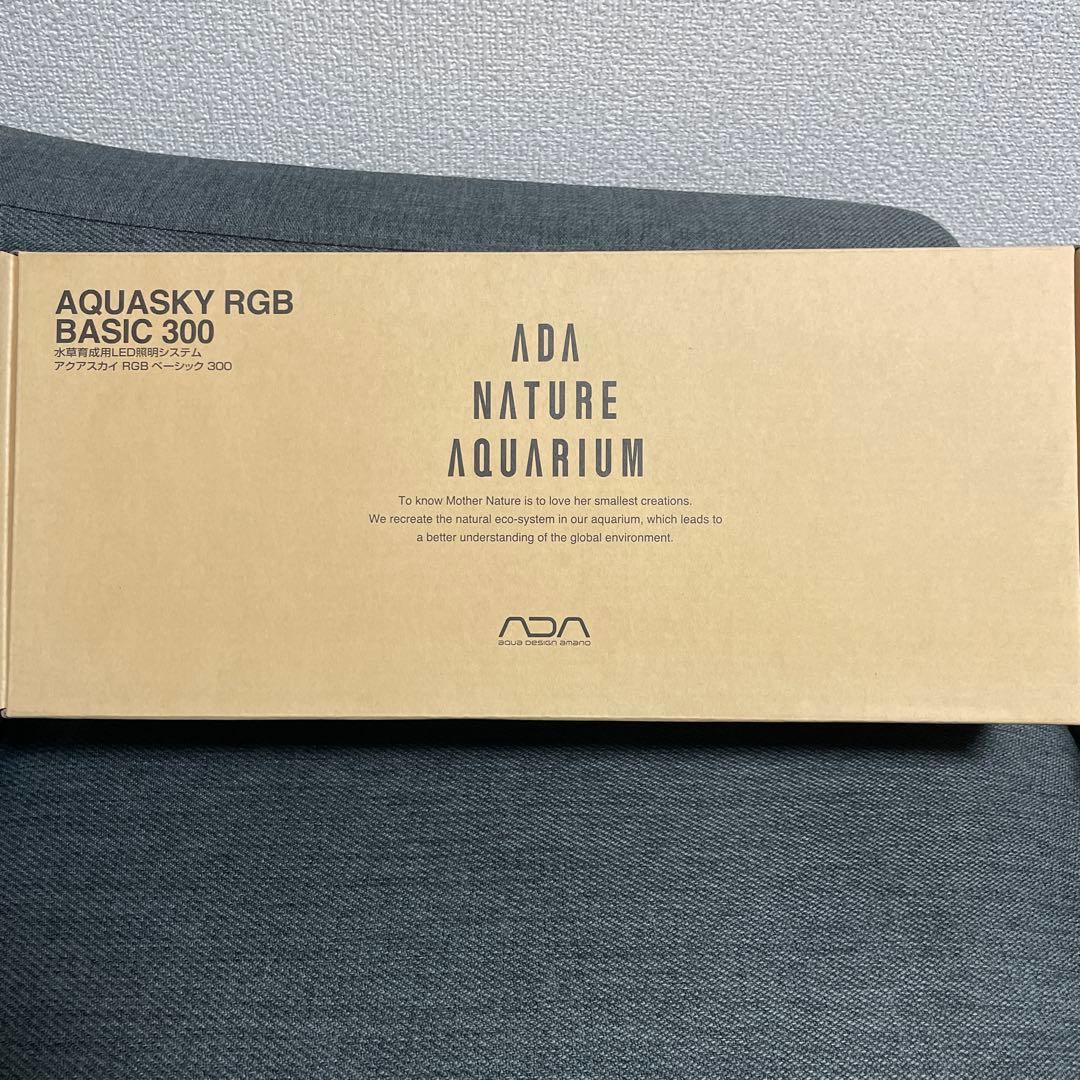 AQUASKY RGB
BASIC 300
水草育成用LED照明システム
アクアスカイ RGB ベーシック 300
ADA
NATURE
AQUARIUM
To know Mother Nature is to love her smallest creations.
We recreate the natural eco-system in our aquarium, which leads to
a better understanding of the global environment.
ADA
AQUA DESIGN AMANO